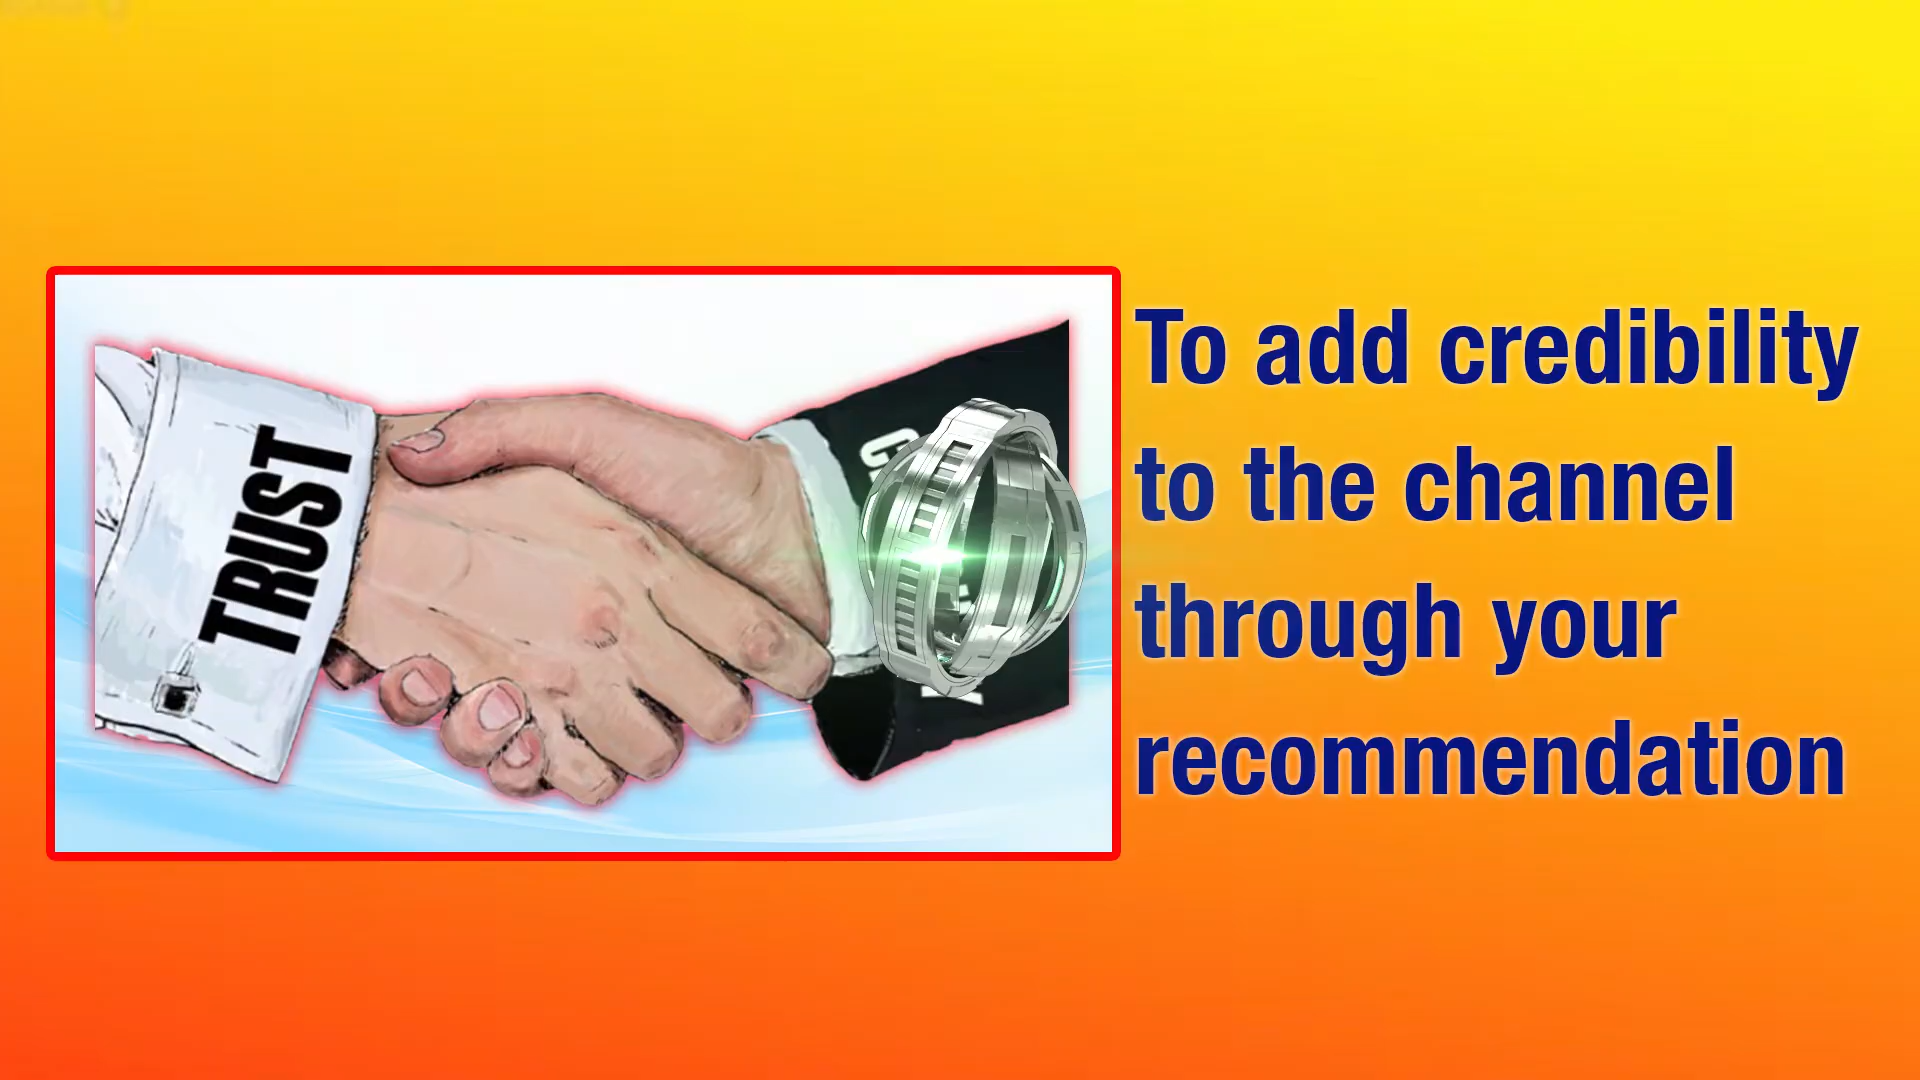 TRUST
To add credibility
to the channel
through your
recommendation